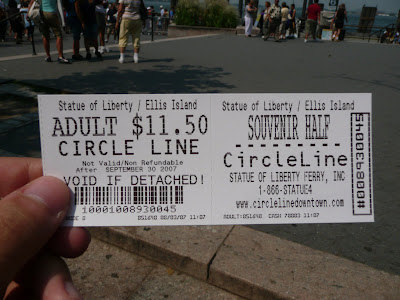 Statue of Liberty / Ellis Island
ADULT $11.50
CIRCLE LINE
Not Valid/Non Refundable
After SEPTEMBER 30 2007
VOID IF DETACHED!
10001008930045
Statue of Liberty / Ellis Island
SOUVENIR HALF
CircleLine
STATUE OF LIBERTY FERRY, INC
1-866-STATUE4
www.circlelinedowntown.com